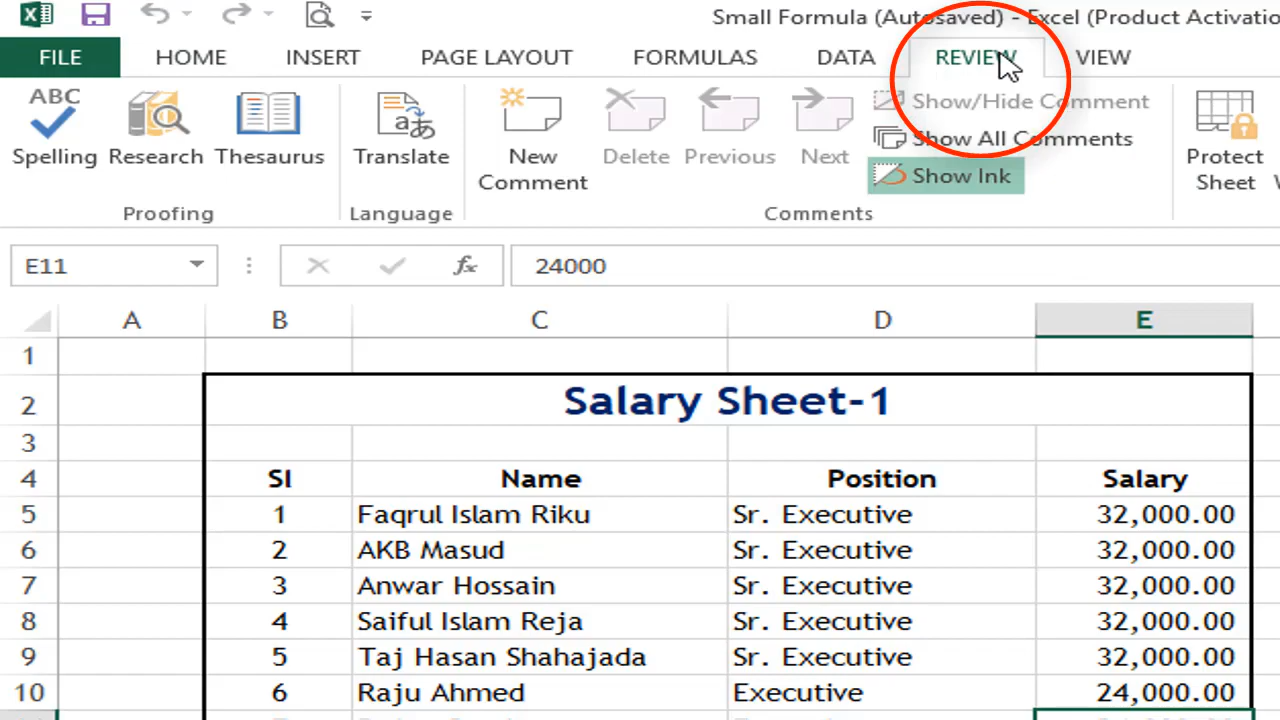 Small Formula (Autosaved) - Excel (Product Activatio
FILE HOME INSERT PAGE LAYOUT FORMULAS DATA REVIEW VIEW
ABC
Spelling Research Thesaurus Translate New Comment Delete Previous Next Show/Hide Comment Show All Comments Show Ink Protect Sheet
Proofing Language Comments
E11 fx 24000
A B C D E
1
2 Salary Sheet-1
3
4 Sl Name Position Salary
5 1 Faqrul Islam Riku Sr. Executive 32,000.00
6 2 AKB Masud Sr. Executive 32,000.00
7 3 Anwar Hossain Sr. Executive 32,000.00
8 4 Saiful Islam Reja Sr. Executive 32,000.00
9 5 Taj Hasan Shahajada Sr. Executive 32,000.00
10 6 Raju Ahmed Executive 24,000.00